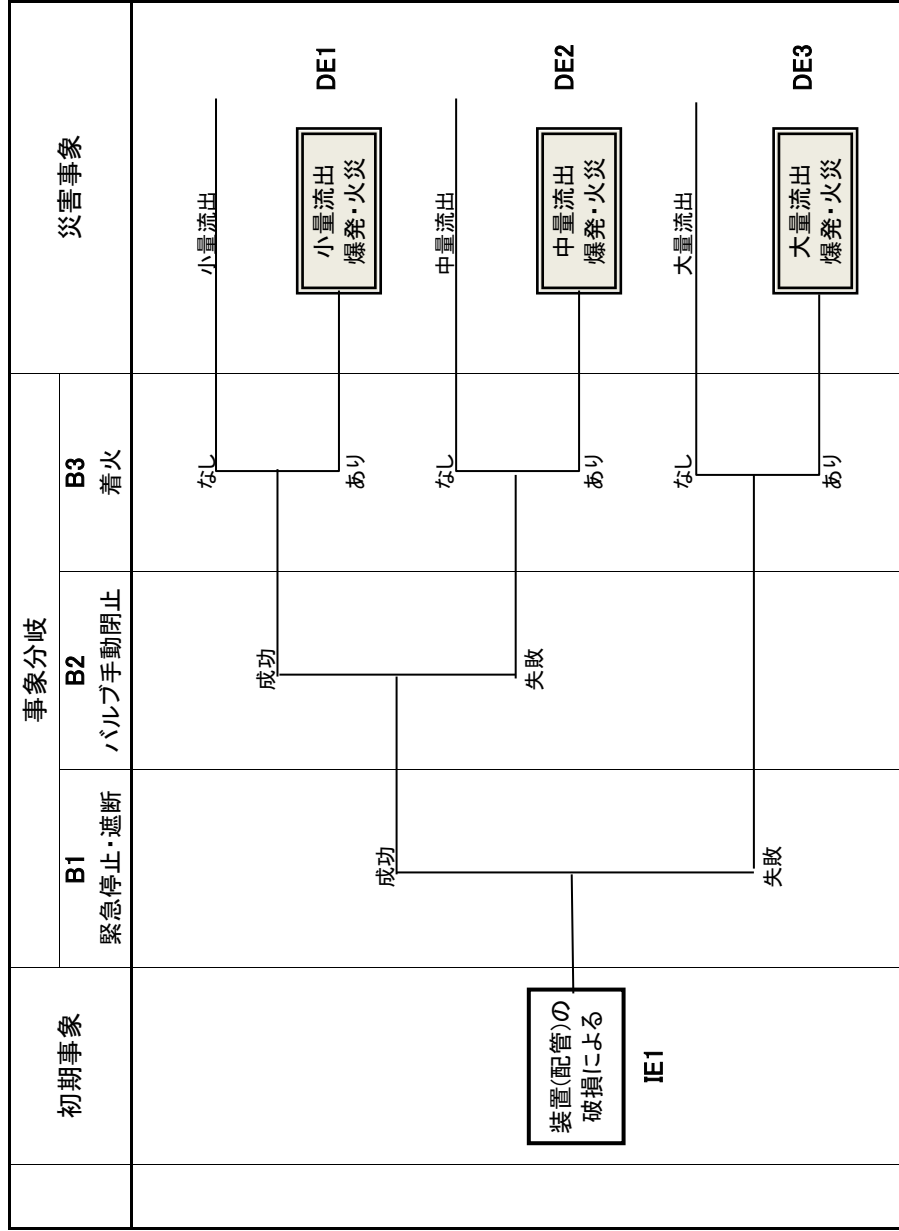 初期事象
事象分岐
災害事象
B1
緊急停止・遮断
B2
バルブ手動閉止
B3
着火
装置(配管)の
破損による
IE1
成功
失敗
成功
失敗
なし
あり
なし
あり
なし
あり
小量流出
小量流出
爆発・火災
DE1
中量流出
中量流出
爆発・火災
DE2
大量流出
大量流出
爆発・火災
DE3